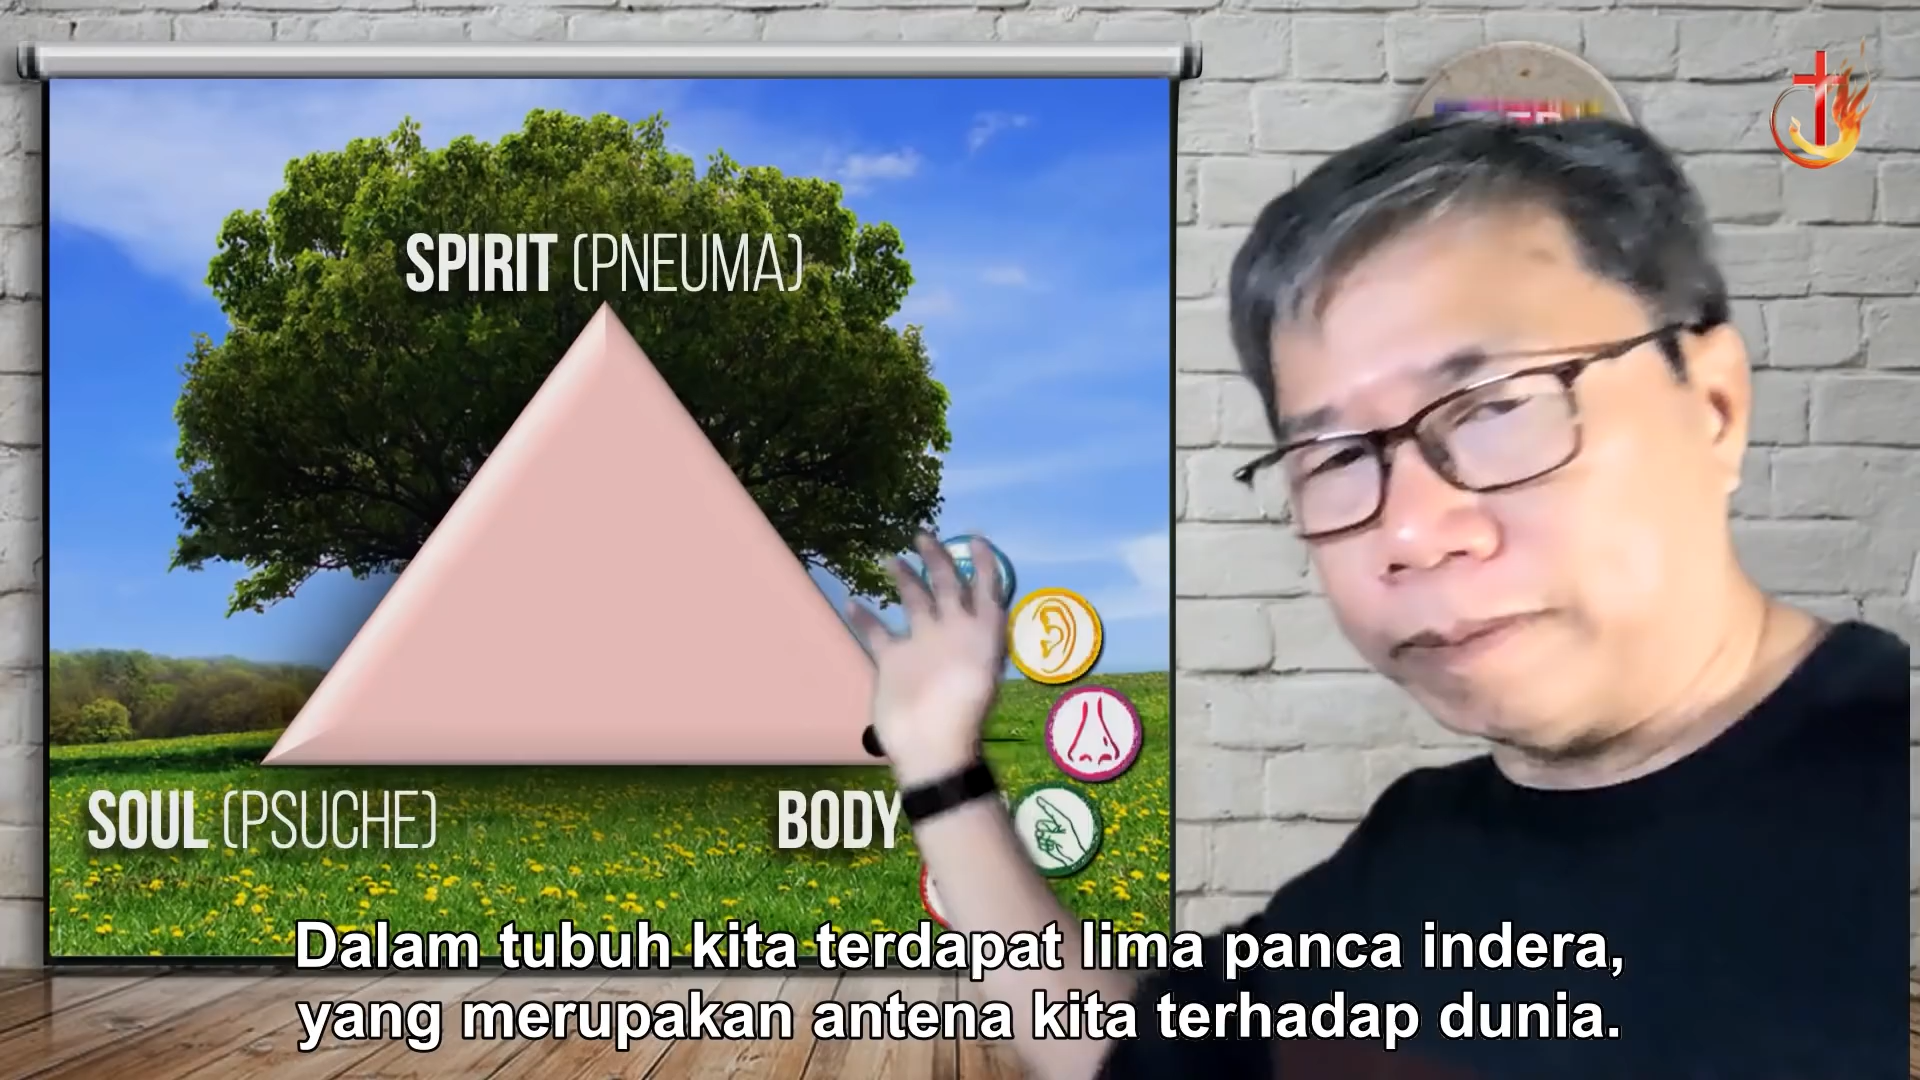 SPIRIT (PNEUMA)
SOUL (PSUCHE)
BODY
Dalam tubuh kita terdapat lima panca indera,
yang merupakan antena kita terhadap dunia.